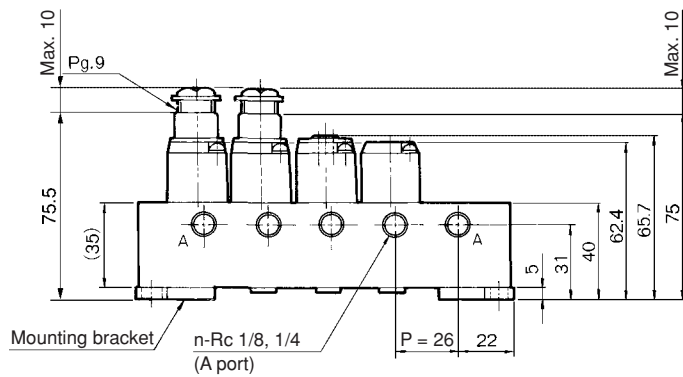 Max. 10
Max. 10
Pg.9
75.5
(35)
A
A
5
31
40
62.4
65.7
75
Mounting bracket
n-Rc 1/8, 1/4
(A port)
P = 26
22